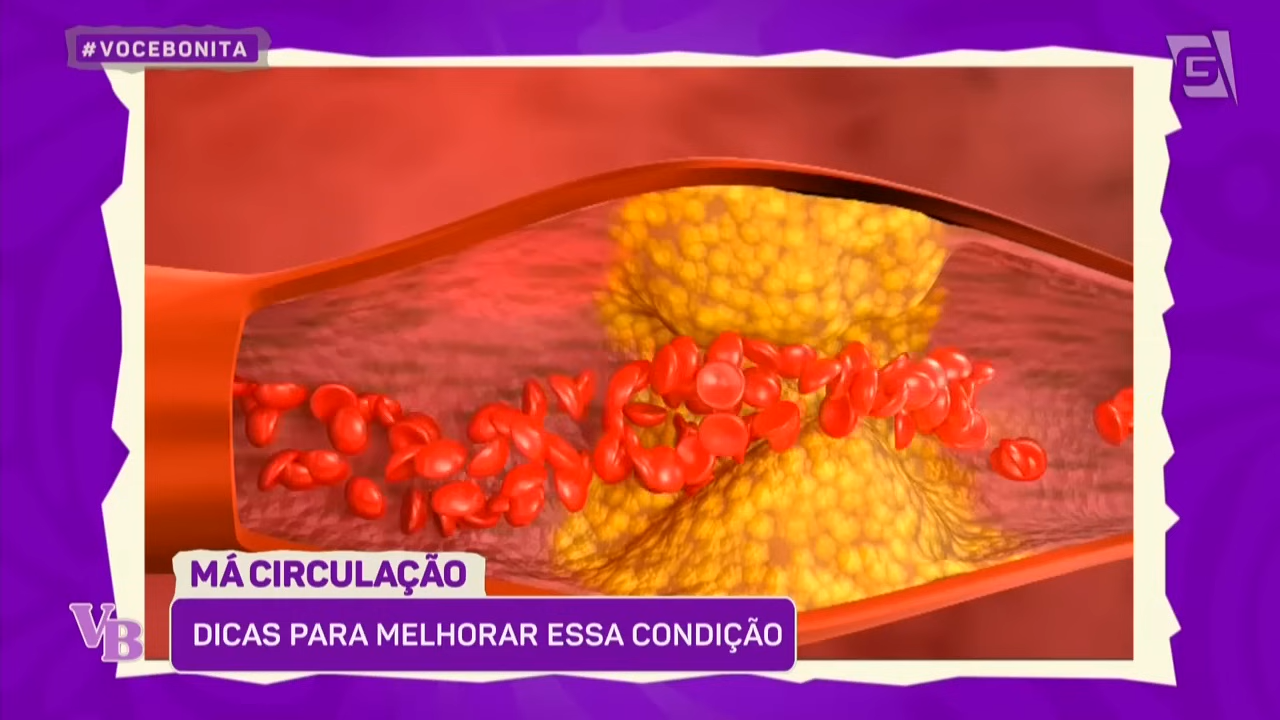 #VOCEBONITA
G
MÁ CIRCULAÇÃO
VB
DICAS PARA MELHORAR ESSA CONDIÇÃO